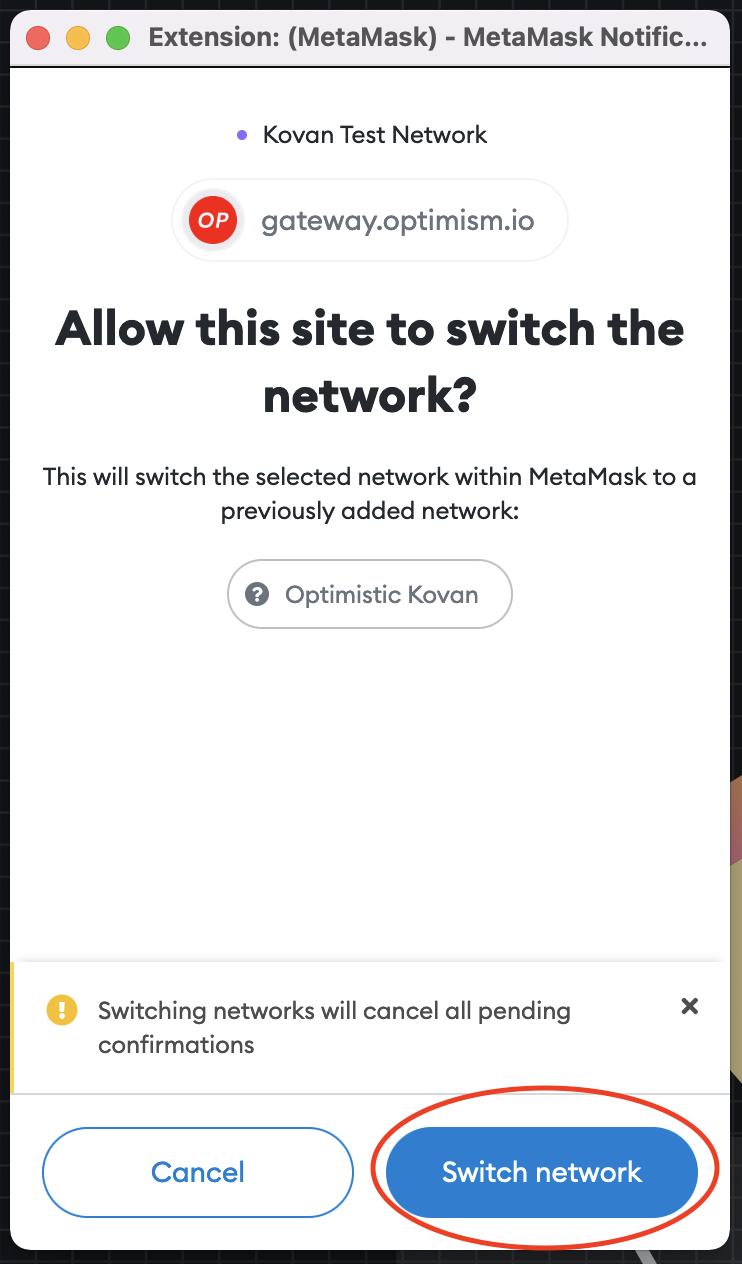 Extension: (MetaMask) - MetaMask Notific...
Kovan Test Network
OP gateway.optimism.io
Allow this site to switch the
network?
This will switch the selected network within MetaMask to a
previously added network:
? Optimistic Kovan
! Switching networks will cancel all pending
confirmations
Cancel Switch network